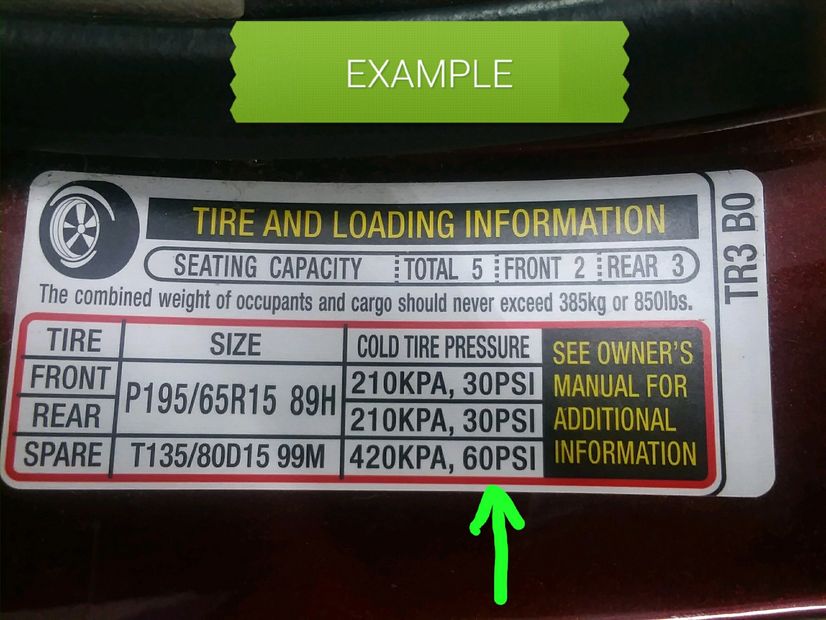 EXAMPLE
TIRE AND LOADING INFORMATION
SEATING CAPACITY TOTAL 5 FRONT 2 REAR 3
The combined weight of occupants and cargo should never exceed 385kg or 850lbs.
TIRE SIZE COLD TIRE PRESSURE
FRONT P195/65R15 89H 210KPA, 30PSI
REAR 210KPA, 30PSI
SPARE T135/80D15 99M 420KPA, 60PSI
SEE OWNER'S
MANUAL FOR
ADDITIONAL
INFORMATION
TR3 B0